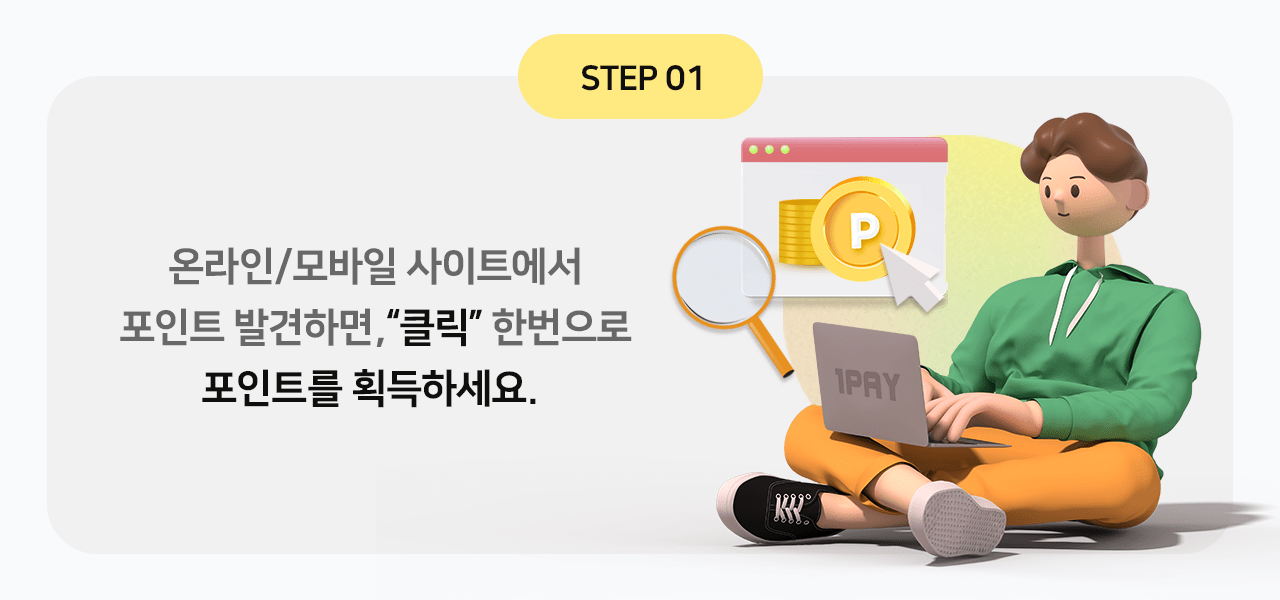 STEP 01
온라인/모바일 사이트에서
포인트 발견하면, “클릭” 한번으로
포인트를 획득하세요.
P
1PAY